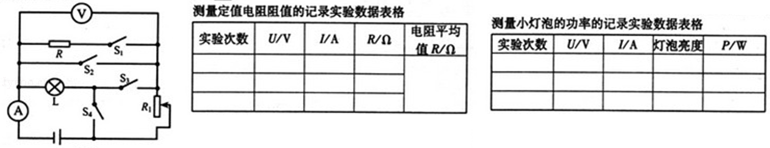 V
R
S₁
S₂
L
S₃
A
S₄
R₁
测量定值电阻阻值的记录实验数据表格
实验次数 U/V I/A R/Ω 电阻平均值 R/Ω
测量小灯泡的功率的记录实验数据表格
实验次数 U/V I/A 灯泡亮度 P/W